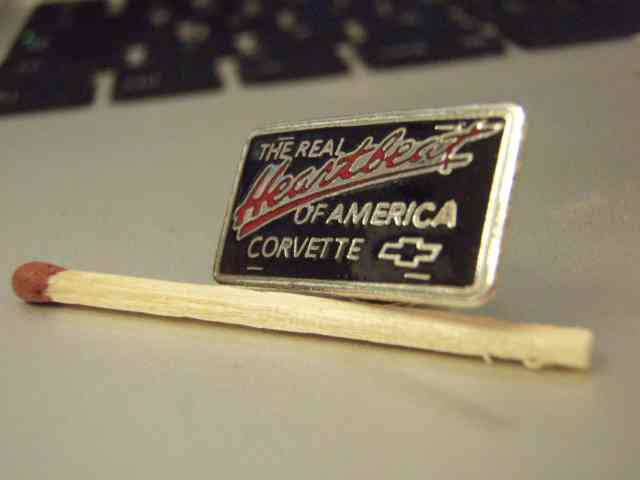 THE REAL
Heartbeat
OF AMERICA
CORVETTE